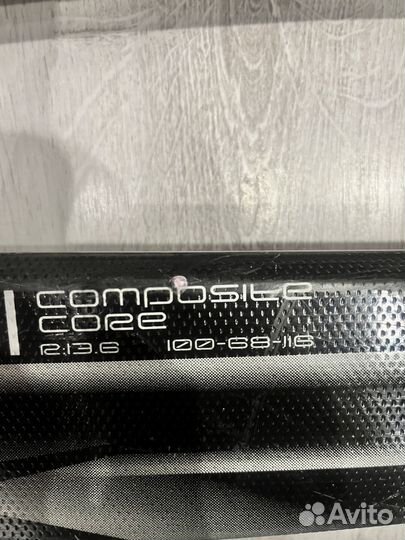 COMPOSITE
CORE
R:13.6 100-68-116
Avito